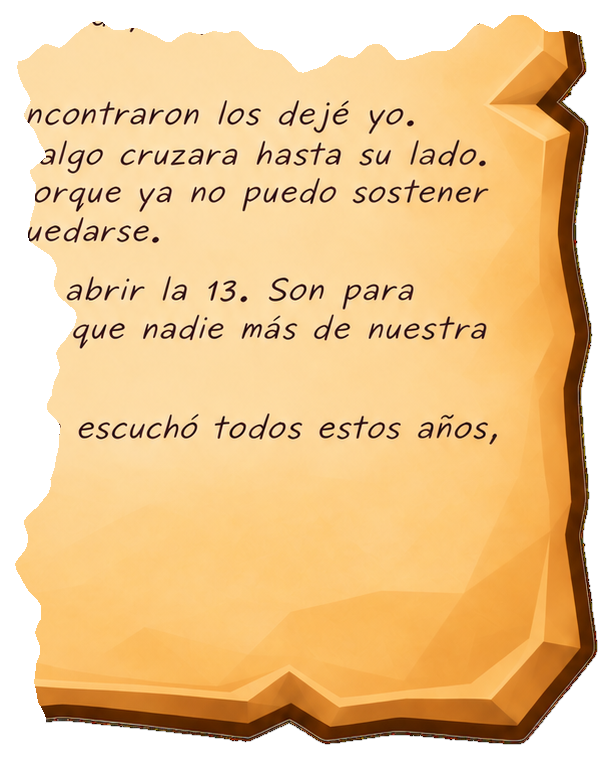 ncontraron los dejé yo.
algo cruzara hasta su lado.
orque ya no puedo sostener
uedarse.
abrir la 13. Son para
que nadie más de nuestra
escuchó todos estos años,